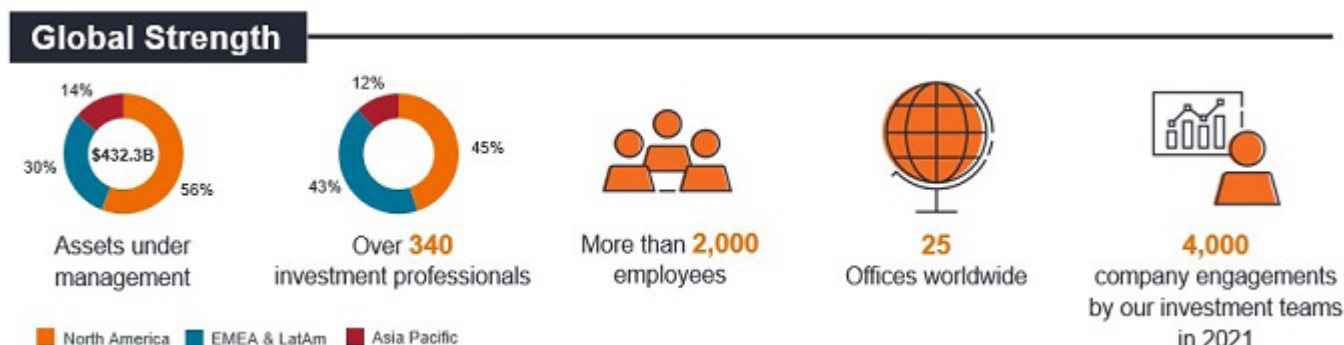 Global Strength
14%
$432.3B
30%
56%
Assets under
management
12%
45%
43%
Over 340
investment professionals
More than 2,000
employees
25
Offices worldwide
4,000
company engagements
by our investment teams
in 2021
North America EMEA & LatAm Asia Pacific